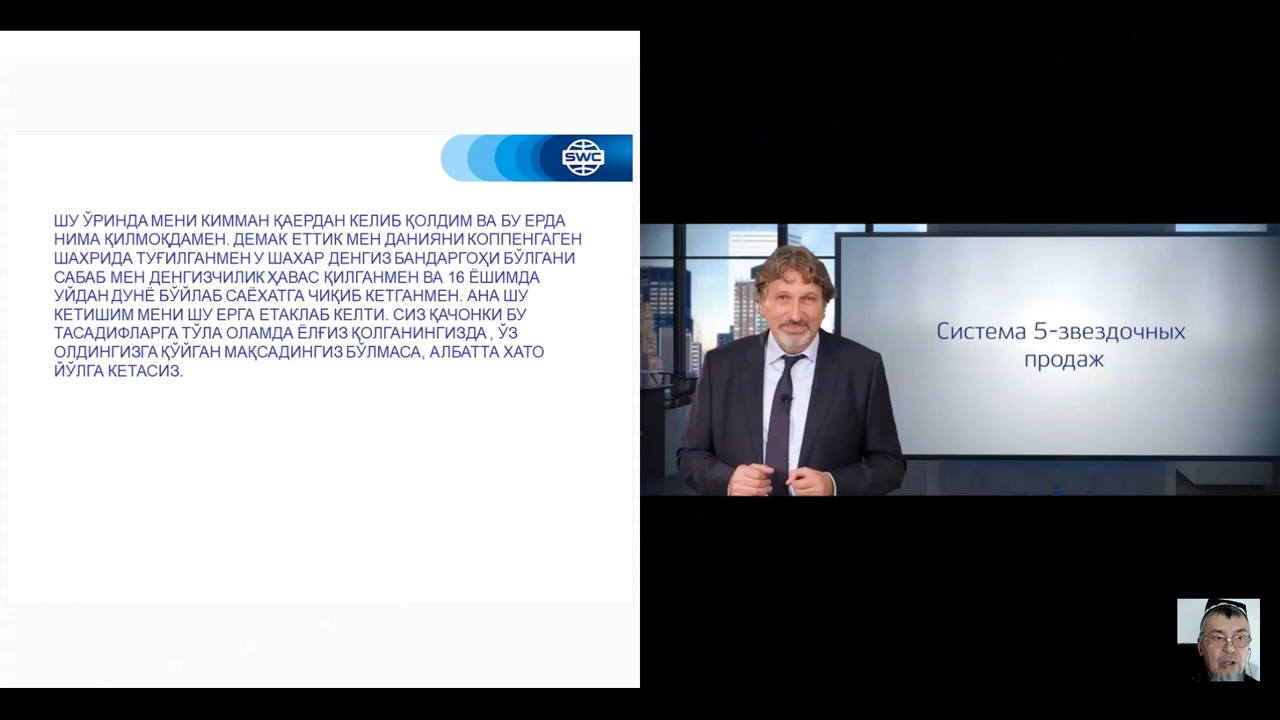 SWC
ШУ ЎРИНДА МЕНИ КИММАН ҚАЕРДАН КЕЛИБ ҚОЛДИМ ВА БУ ЕРДА
НИМА ҚИЛМОҚДАМЕН. ДЕМАК ЕТТИК МЕН ДАНИЯНИ КОППЕНГАГЕН
ШАХРИДА ТУҒИЛГАНМЕН У ШАХАР ДЕНГИЗ БАНДАРГОҲИ БЎЛГАНИ
САБАБ МЕН ДЕНГИЗЧИЛИК ҲАВАС ҚИЛГАНМЕН ВА 16 ЁШИМДА
УЙДАН ДУНЁ БЎЙЛАБ САЁХАТГА ЧИҚИБ КЕТГАНМЕН. АНА ШУ
КЕТИШИМ МЕНИ ШУ ЕРГА ЕТАКЛАБ КЕЛТИ. СИЗ ҚАЧОНКИ БУ
ТАСАДИФЛАРГА ТЎЛА ОЛАМДА ЁЛҒИЗ ҚОЛГАНИНГИЗДА , ЎЗ
ОЛДИНГИЗГА ҚЎЙГАН МАҚСАДИНГИЗ БЎЛМАСА, АЛБАТТА ХАТО
ЙЎЛГА КЕТАСИЗ.
Система 5-звездочных
продаж